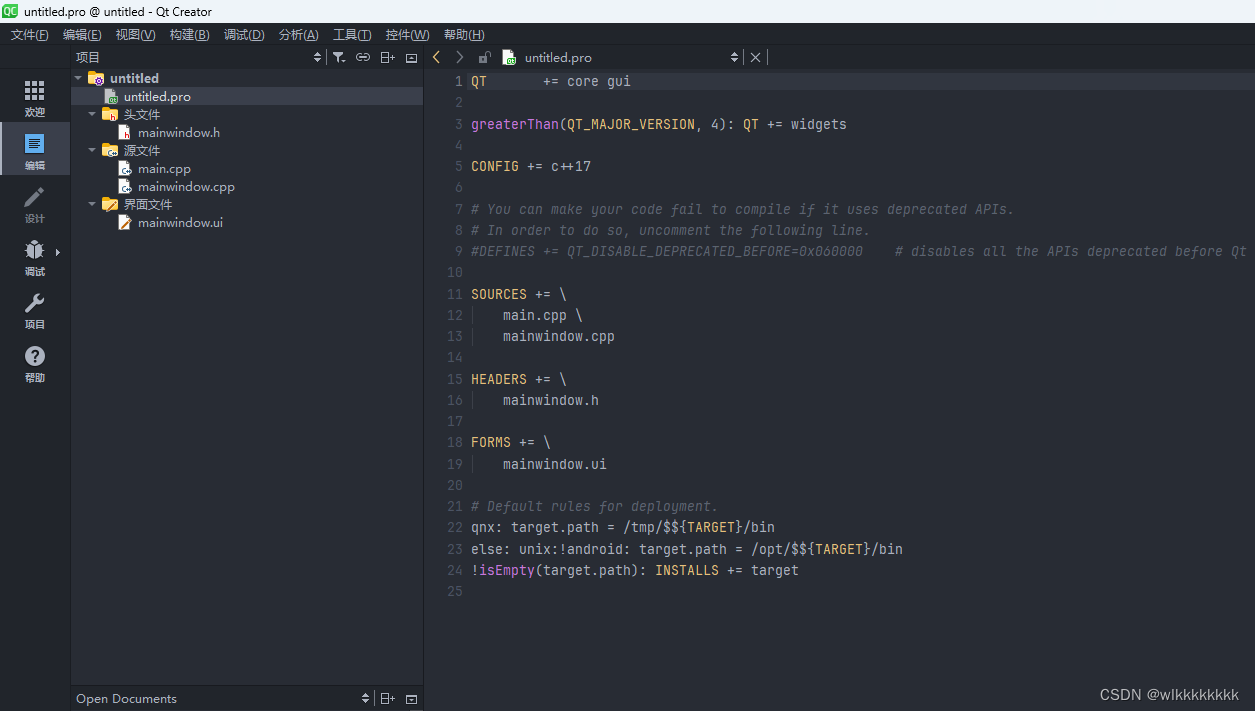 untitled.pro @ untitled - Qt Creator
文件(F) 编辑(E) 视图(V) 构建(B) 调试(D) 分析(A) 工具(T) 控件(W) 帮助(H)
欢迎
编辑
设计
调试
项目
帮助
项目
untitled
untitled.pro
头文件
mainwindow.h
源文件
main.cpp
mainwindow.cpp
界面文件
mainwindow.ui
Open Documents
untitled.pro
1 QT       += core gui
2
3 greaterThan(QT_MAJOR_VERSION, 4): QT += widgets
4
5 CONFIG += c++17
6
7 # You can make your code fail to compile if it uses deprecated APIs.
8 # In order to do so, uncomment the following line.
9 #DEFINES += QT_DISABLE_DEPRECATED_BEFORE=0x060000    # disables all the APIs deprecated before Qt
10
11 SOURCES += \
12     main.cpp \
13     mainwindow.cpp
14
15 HEADERS += \
16     mainwindow.h
17
18 FORMS += \
19     mainwindow.ui
20
21 # Default rules for deployment.
22 qnx: target.path = /tmp/$${TARGET}/bin
23 else: unix:!android: target.path = /opt/$${TARGET}/bin
24 !isEmpty(target.path): INSTALLS += target
25
CSDN @wlkkkkkkkk